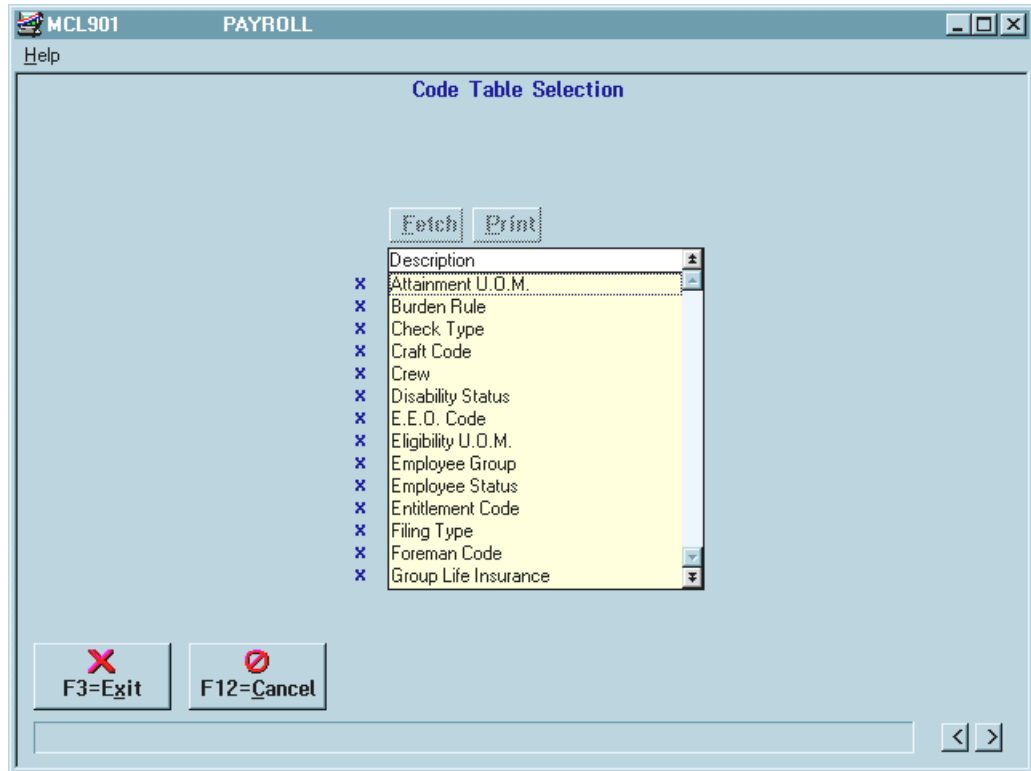 MCL901 PAYROLL
Help
Code Table Selection
Fetch Print
Description
x Attainment U.O.M.
x Burden Rule
x Check Type
x Craft Code
x Crew
x Disability Status
x E.E.O. Code
x Eligibility U.O.M.
x Employee Group
x Employee Status
x Entitlement Code
x Filing Type
x Foreman Code
x Group Life Insurance
F3=Exit F12=Cancel